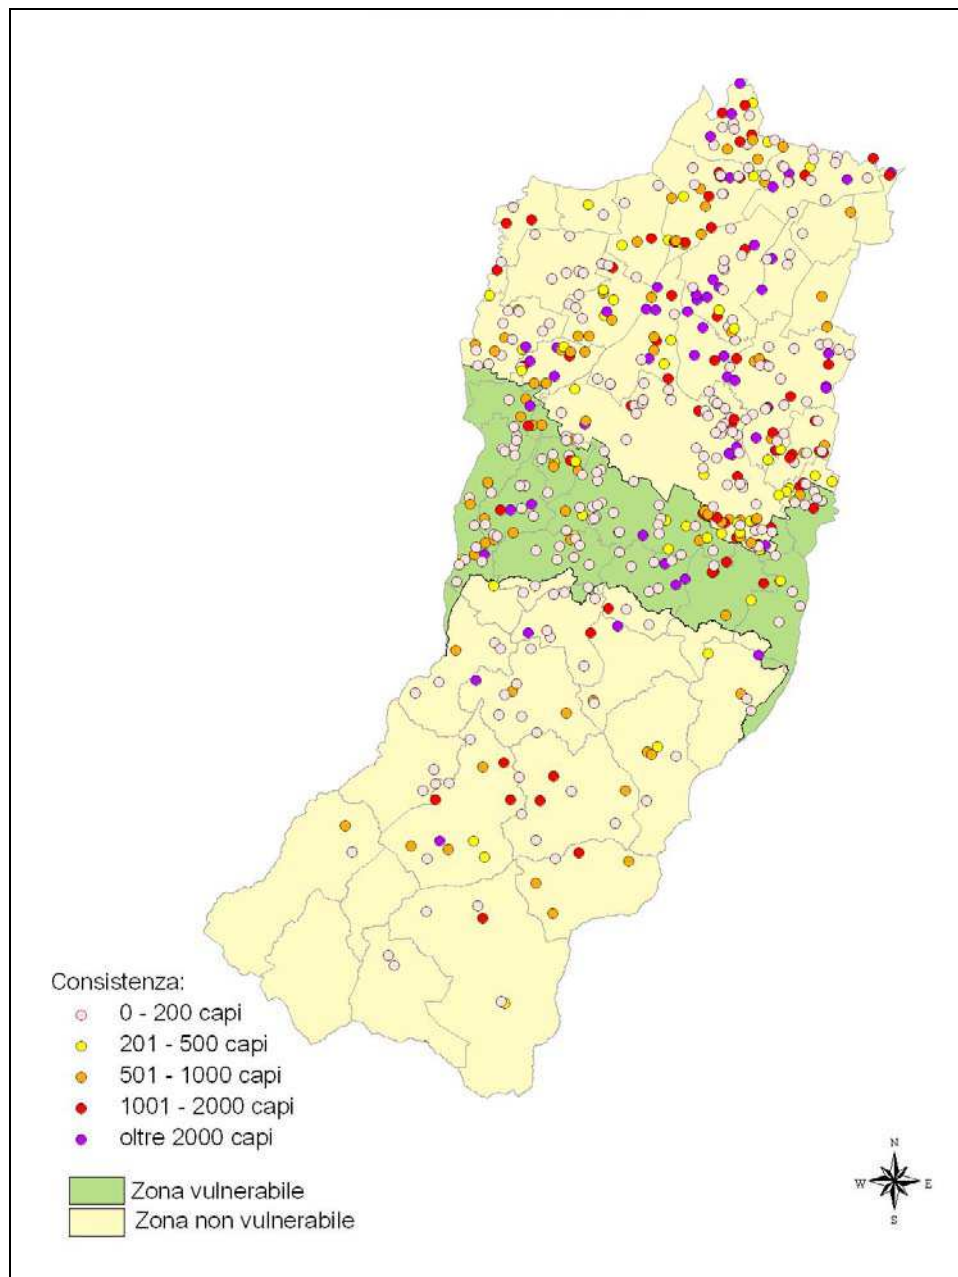 Consistenza:
0 - 200 capi
201 - 500 capi
501 - 1000 capi
1001 - 2000 capi
oltre 2000 capi
Zona vulnerabile
Zona non vulnerabile
N
W E
S